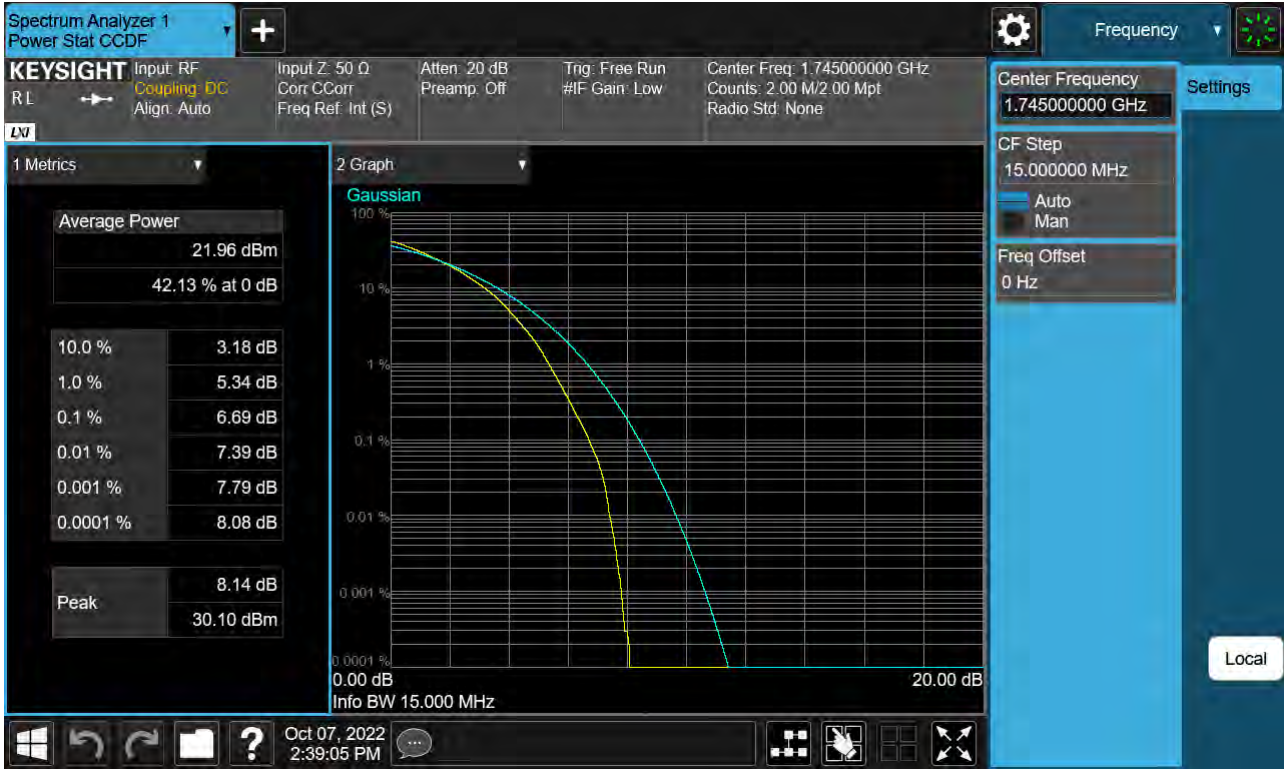 Spectrum Analyzer 1
Power Stat CCDF
Frequency
KEYSIGHT
R L
LXI
Input: RF
Coupling: DC
Align: Auto
Input Z: 50 Ω
Corr CCorr
Freq Ref: Int (S)
Atten: 20 dB
Preamp: Off
Trig: Free Run
#IF Gain: Low
Center Freq: 1.745000000 GHz
Counts: 2.00 M/2.00 Mpt
Radio Std: None
Center Frequency
1.745000000 GHz
Settings
CF Step
15.000000 MHz
Auto
Man
Freq Offset
0 Hz
1 Metrics
Average Power
21.96 dBm
42.13 % at 0 dB
10.0 % 3.18 dB
1.0 % 5.34 dB
0.1 % 6.69 dB
0.01 % 7.39 dB
0.001 % 7.79 dB
0.0001 % 8.08 dB
Peak
8.14 dB
30.10 dBm
2 Graph
Gaussian
100 %
10 %
1 %
0.1 %
0.01 %
0.001 %
0.0001 %
0.00 dB 20.00 dB
Info BW 15.000 MHz
Local
?
Oct 07, 2022
2:39:05 PM